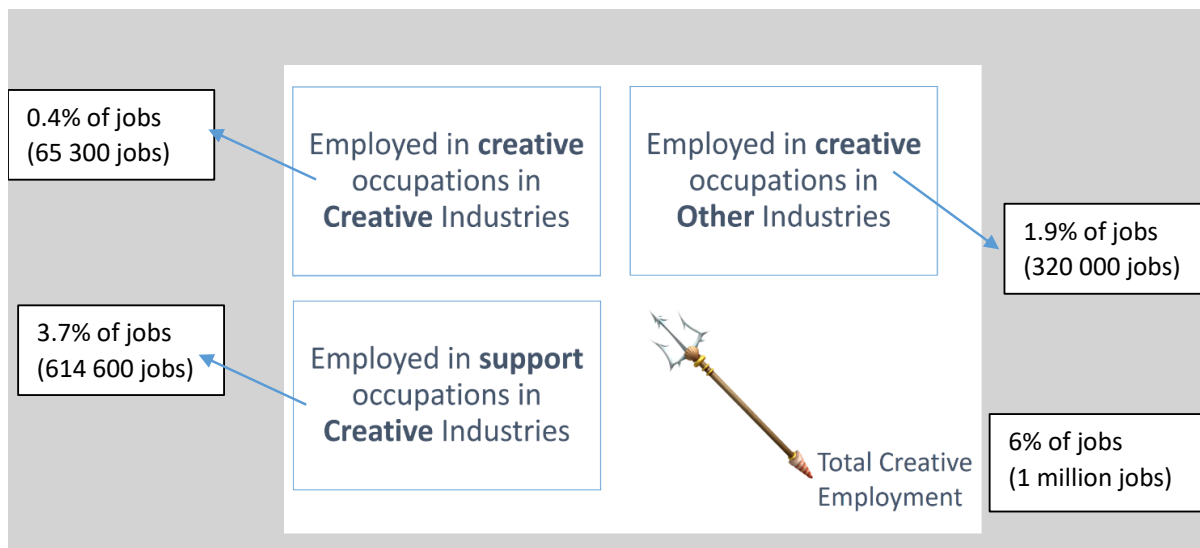 0.4% of jobs
(65 300 jobs)
Employed in creative
occupations in
Creative Industries
Employed in creative
occupations in
Other Industries
1.9% of jobs
(320 000 jobs)
3.7% of jobs
(614 600 jobs)
Employed in support
occupations in
Creative Industries
Total Creative
Employment
6% of jobs
(1 million jobs)